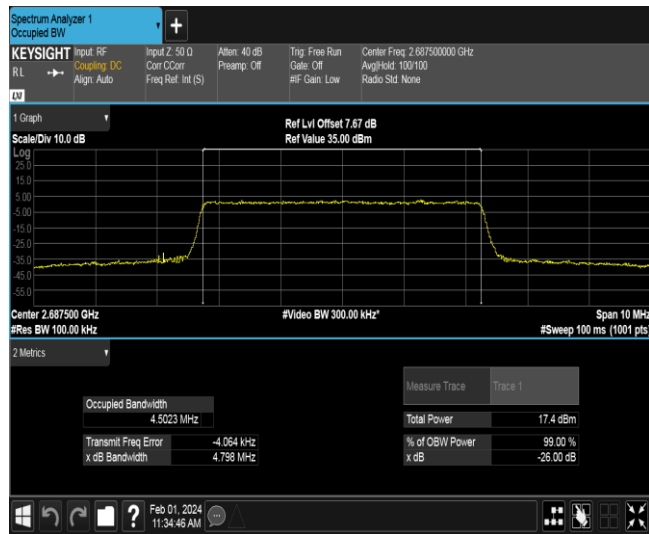 Spectrum Analyzer 1
Occupied BW
+
KEYSIGHT Input: RF Input Z: 50 Ω Atten: 40 dB Trig: Free Run Center Freq: 2.687500000 GHz
RL Coupling: DC Corr CCorr Preamp: Off Gate: Off Avg|Hold: 100/100
Align: Auto Freq Ref: Int (S) #IF Gain: Low Radio Std: None
LXI
1 Graph Ref Lvl Offset 7.67 dB
Scale/Div 10.0 dB Ref Value 35.00 dBm
Log
25.0
15.0
5.00
-5.00
-15.0
-25.0
-35.0
-45.0
-55.0
Center 2.687500 GHz #Video BW 300.00 kHz* Span 10 MHz
#Res BW 100.00 kHz #Sweep 100 ms (1001 pts)
2 Metrics
Measure Trace Trace 1
Occupied Bandwidth
4.5023 MHz Total Power 17.4 dBm
Transmit Freq Error -4.064 kHz % of OBW Power 99.00 %
x dB Bandwidth 4.798 MHz x dB -26.00 dB
? Feb 01, 2024
11:34:46 AM